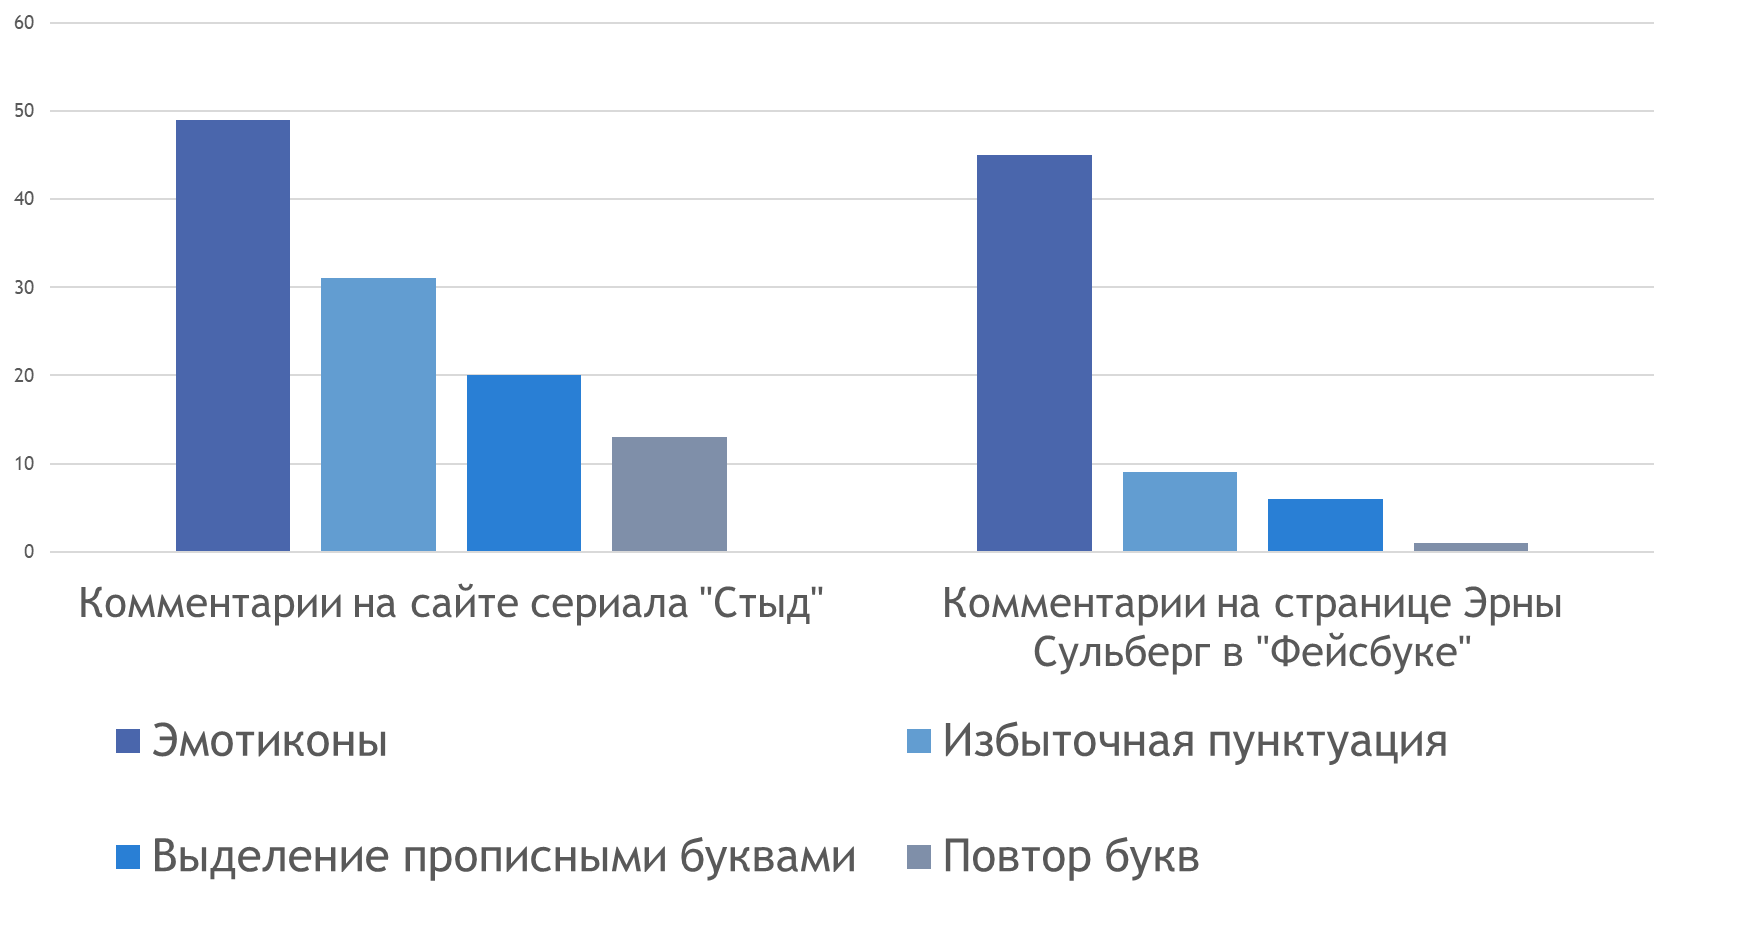 60
50
40
30
20
10
0
Комментарии на сайте сериала "Стыд"
Комментарии на странице Эрны
Сульберг в "Фейсбуке"
Эмотиконы
Избыточная пунктуация
Выделение прописными буквами
Повтор букв